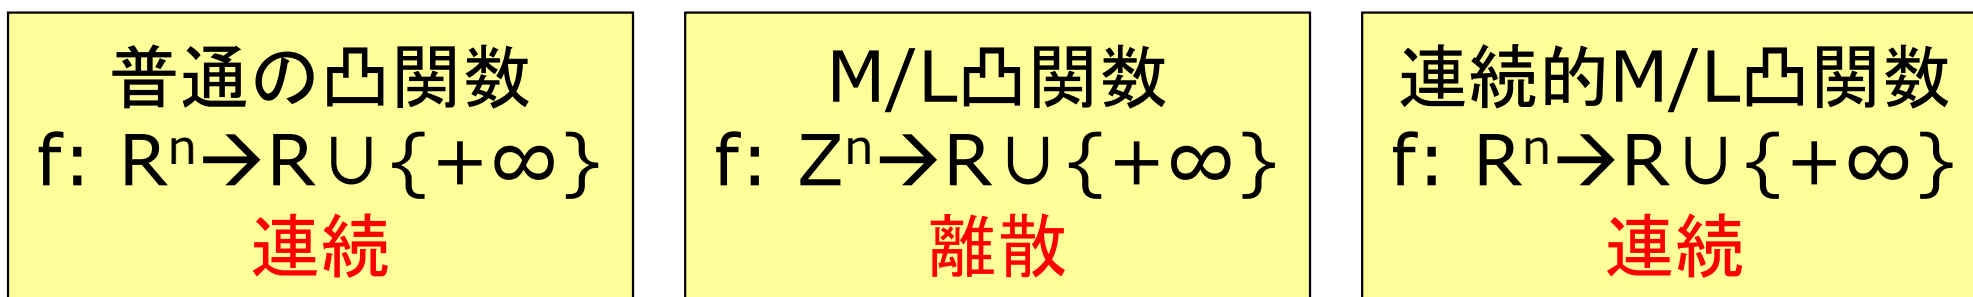 普通の凸関数
f: Rⁿ→R∪{+∞}
連続
M/L凸関数
f: Zⁿ→R∪{+∞}
離散
連続的M/L凸関数
f: Rⁿ→R∪{+∞}
連続